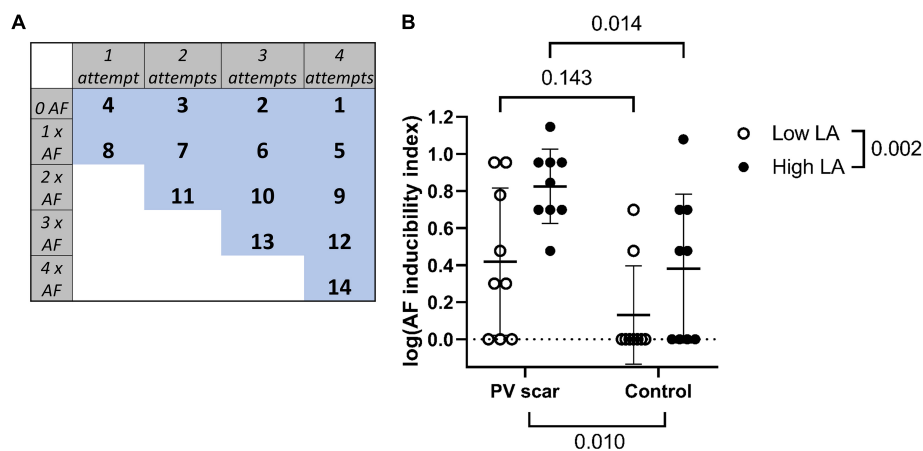 A
1 attempt 2 attempts 3 attempts 4 attempts
0 AF 4 3 2 1
1 x AF 8 7 6 5
2 x AF 11 10 9
3 x AF 13 12
4 x AF 14
B
0.014
0.143
1.2
1.0
0.8
0.6
0.4
0.2
0.0
log(AF inducibility index)
PV scar Control
0.010
Low LA
High LA
0.002